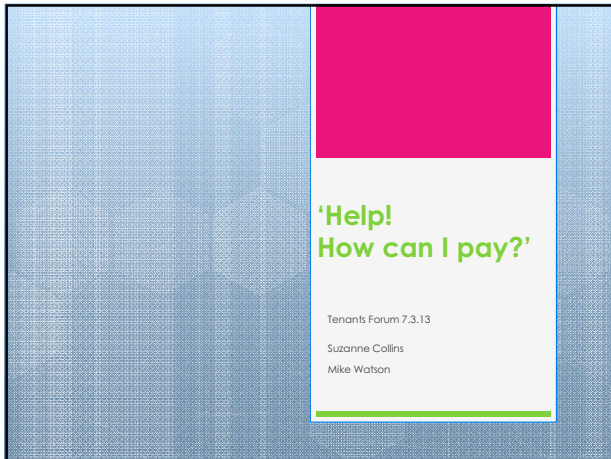 ‘Help!
How can I pay?’
Tenants Forum 7.3.13
Suzanne Collins
Mike Watson